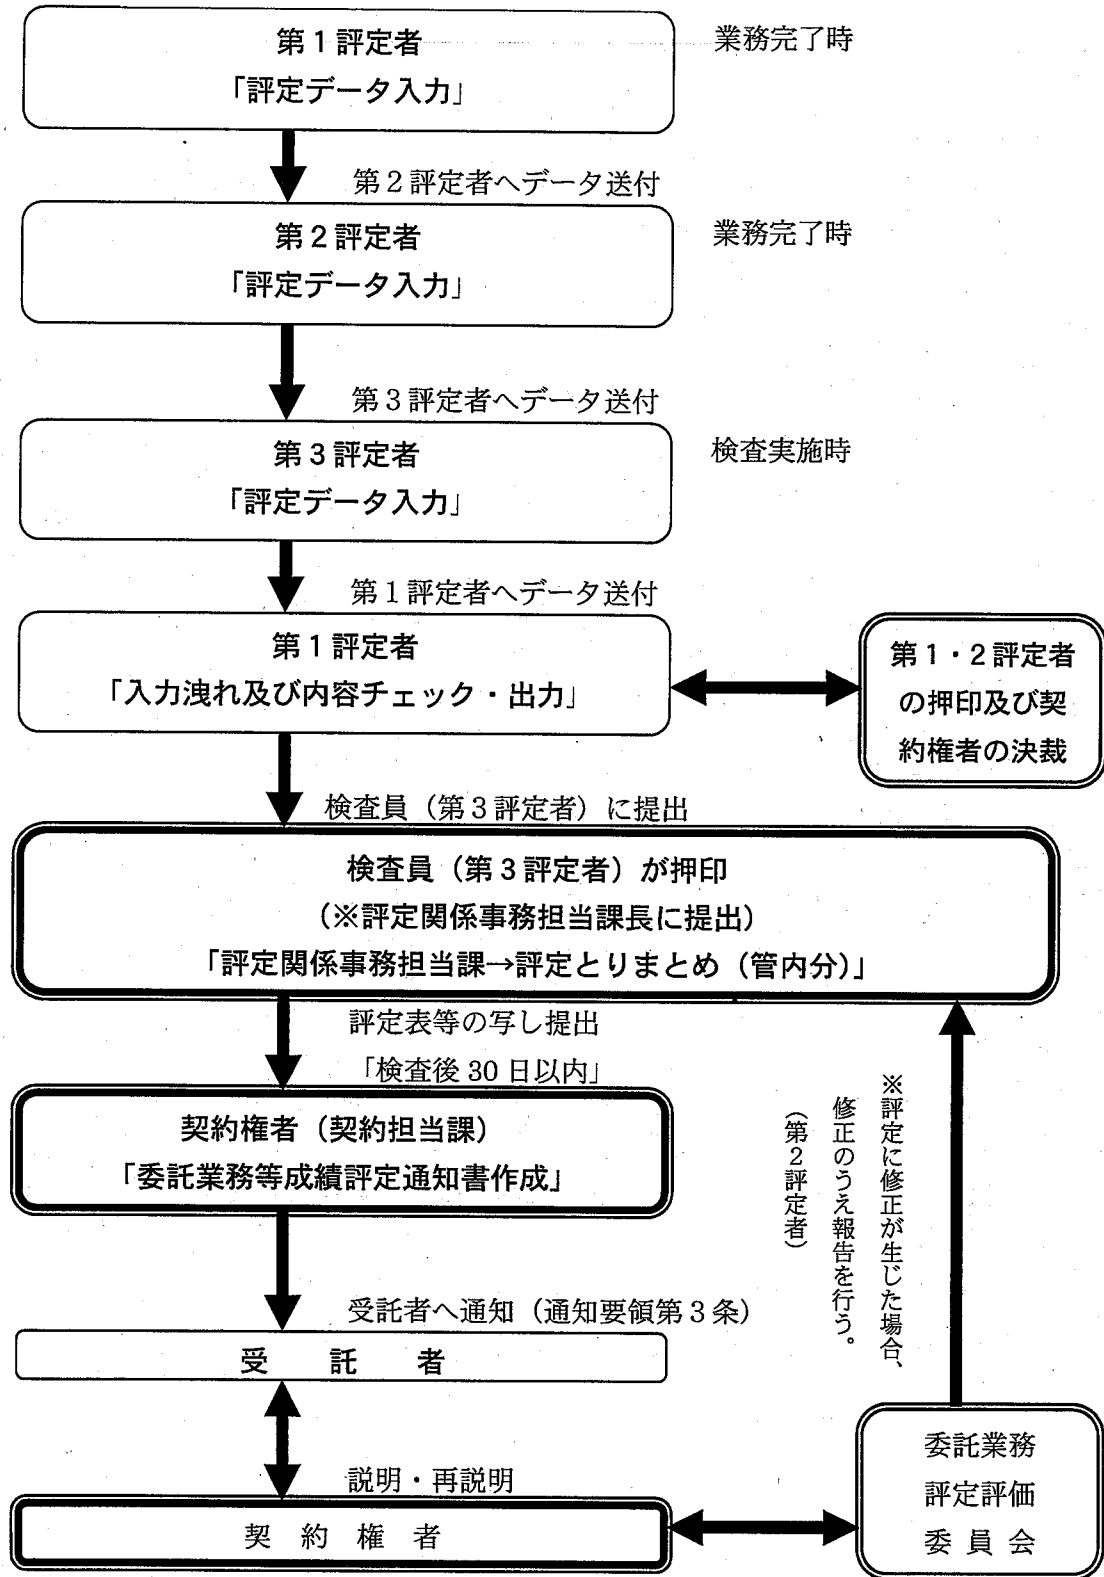 第1評定者
業務完了時
「評定データ入力」
第2評定者へデータ送付
第2評定者
業務完了時
「評定データ入力」
第3評定者へデータ送付
第3評定者
検査実施時
「評定データ入力」
第1評定者へデータ送付
第1評定者
「入力洩れ及び内容チェック・出力」
第1・2評定者
の押印及び契
約権者の決裁
検査員（第3評定者）に提出
検査員（第3評定者）が押印
（※評定関係事務担当課長に提出）
「評定関係事務担当課→評定とりまとめ（管内分）」
評定表等の写し提出
「検査後30日以内」
契約権者（契約担当課）
「委託業務等成績評定通知書作成」
※評定に修正が生じた場合、
修正のうえ報告を行う。
（第2評定者）
受託者へ通知（通知要領第3条）
受　託　者
説明・再説明
契　約　権　者
委託業務
評定評価
委 員 会